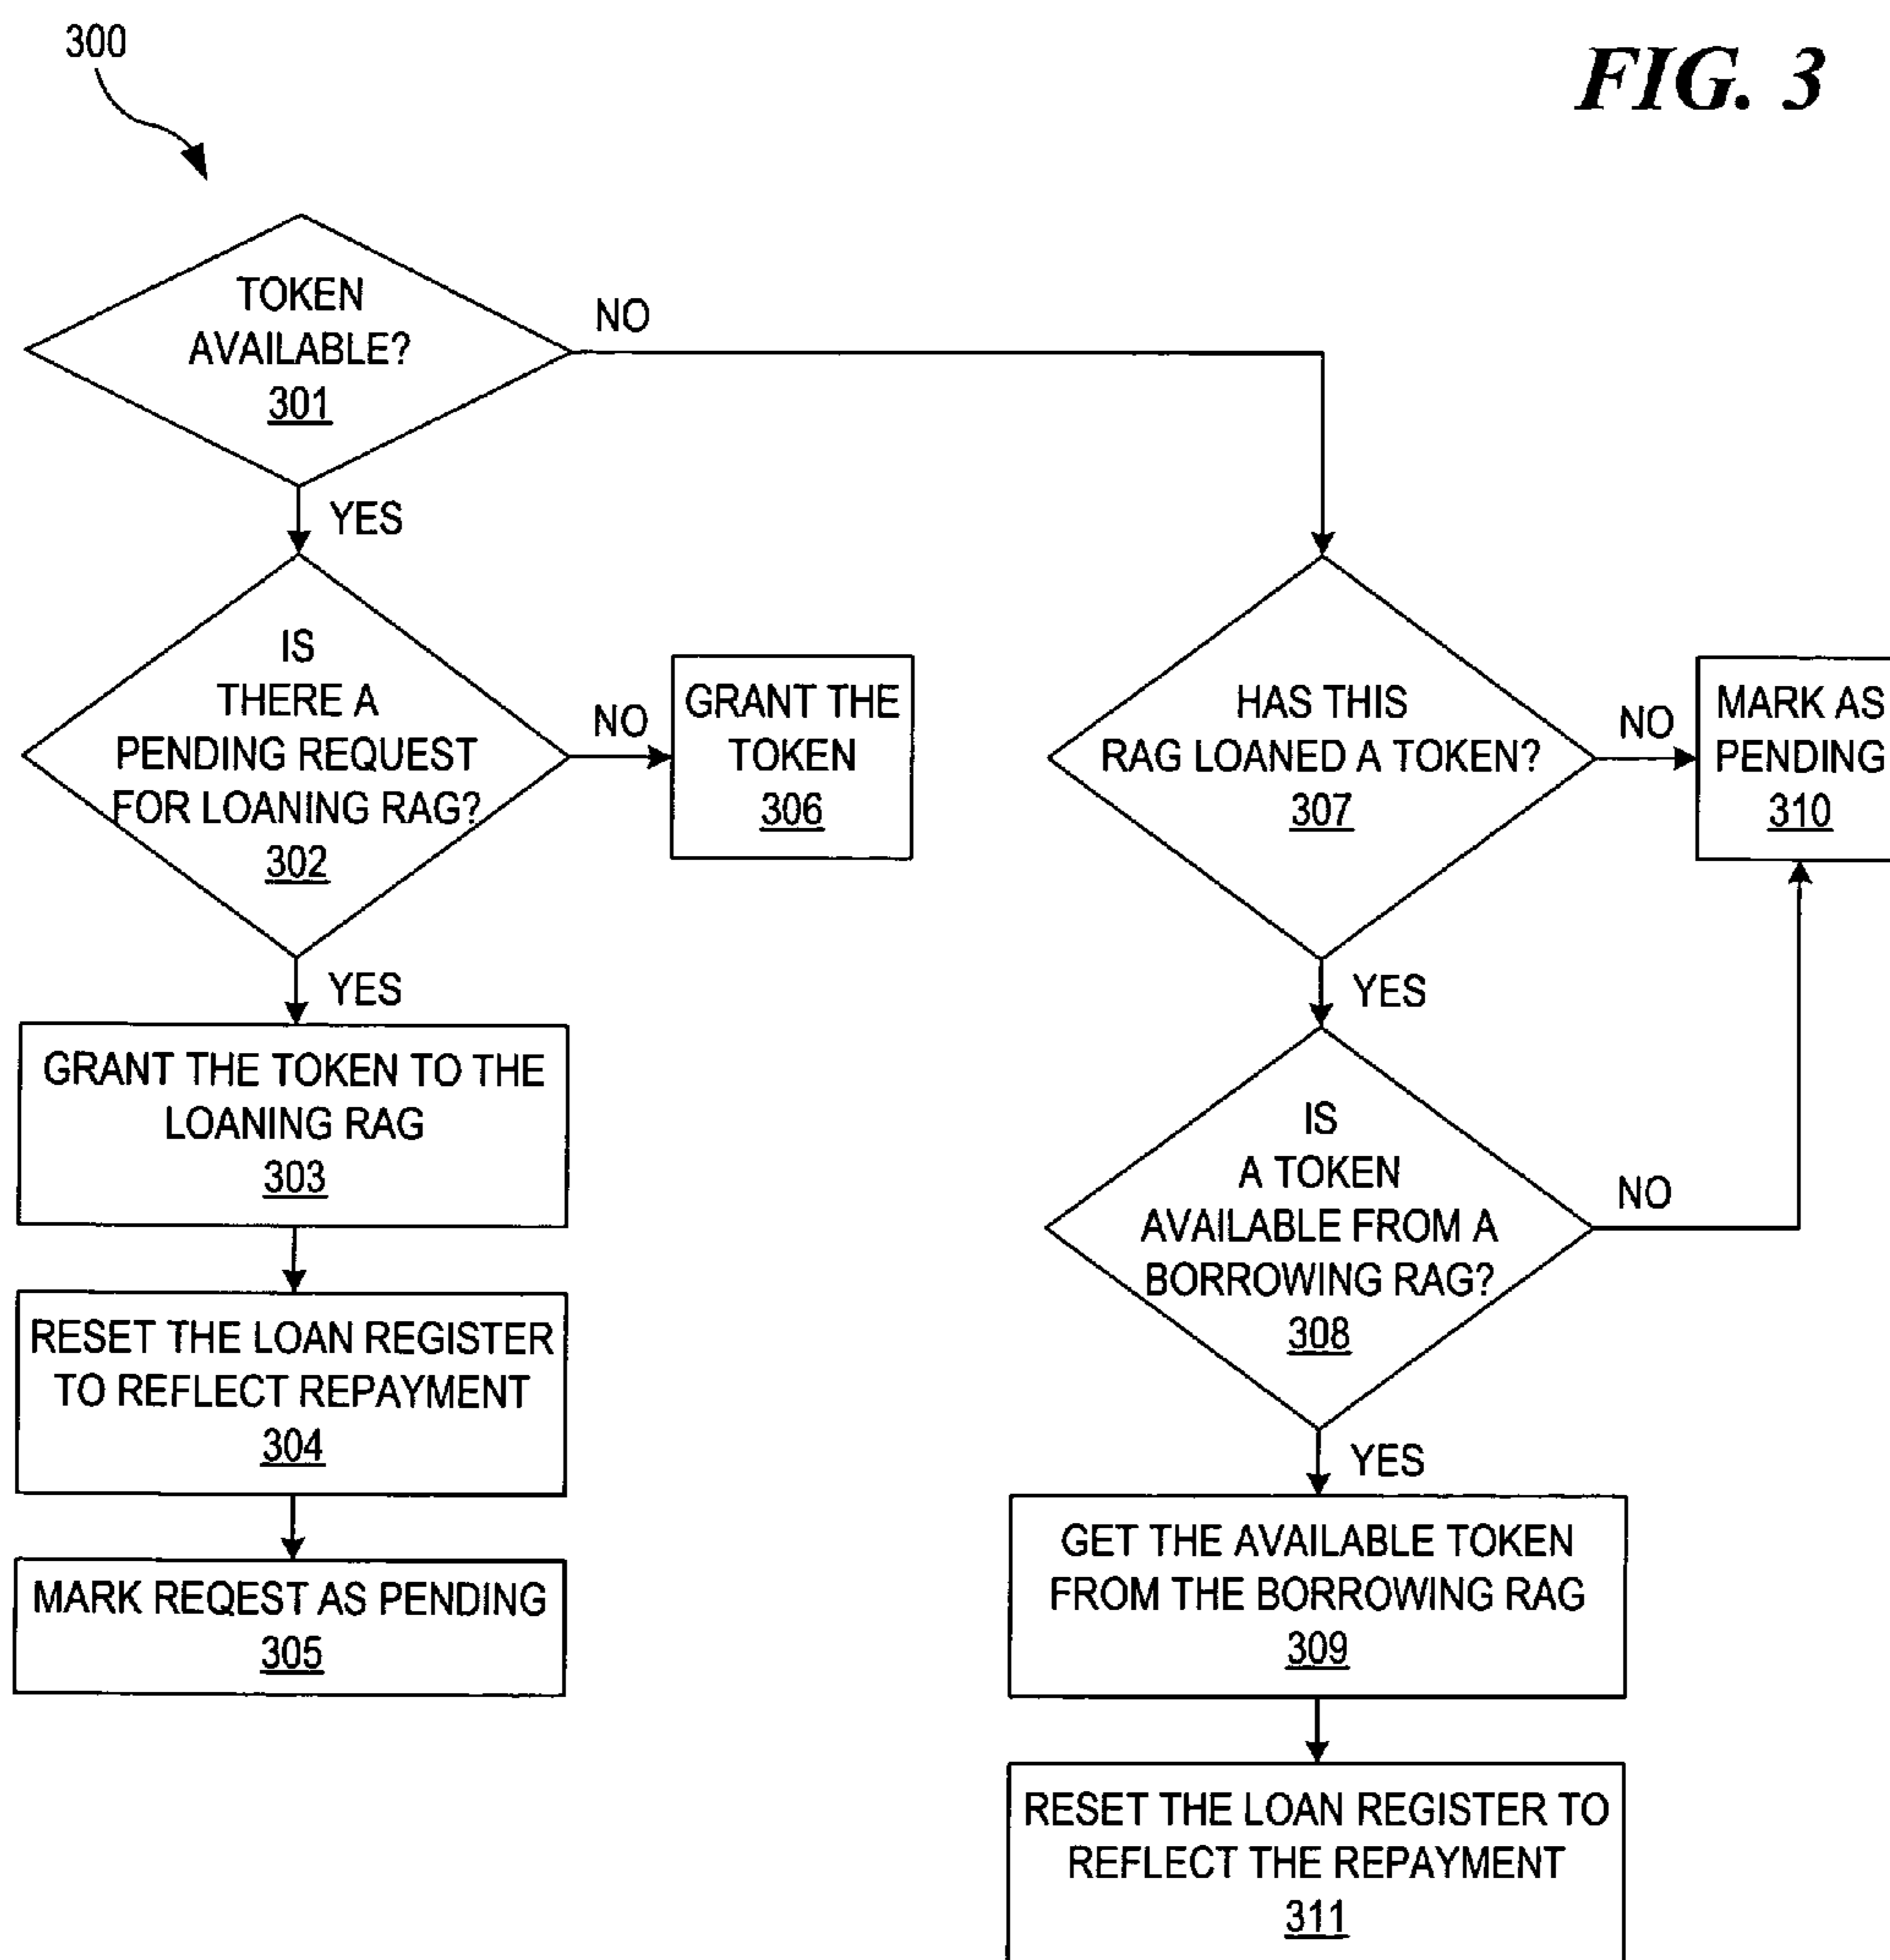 300
FIG. 3
TOKEN
AVAILABLE?
301
NO
YES
IS
THERE A
PENDING REQUEST
FOR LOANING RAG?
302
NO
GRANT THE
TOKEN
306
YES
GRANT THE TOKEN TO THE
LOANING RAG
303
RESET THE LOAN REGISTER
TO REFLECT REPAYMENT
304
MARK REQEST AS PENDING
305
HAS THIS
RAG LOANED A TOKEN?
307
NO
MARK AS
PENDING
310
YES
IS
A TOKEN
AVAILABLE FROM A
BORROWING RAG?
308
NO
YES
GET THE AVAILABLE TOKEN
FROM THE BORROWING RAG
309
RESET THE LOAN REGISTER TO
REFLECT THE REPAYMENT
311